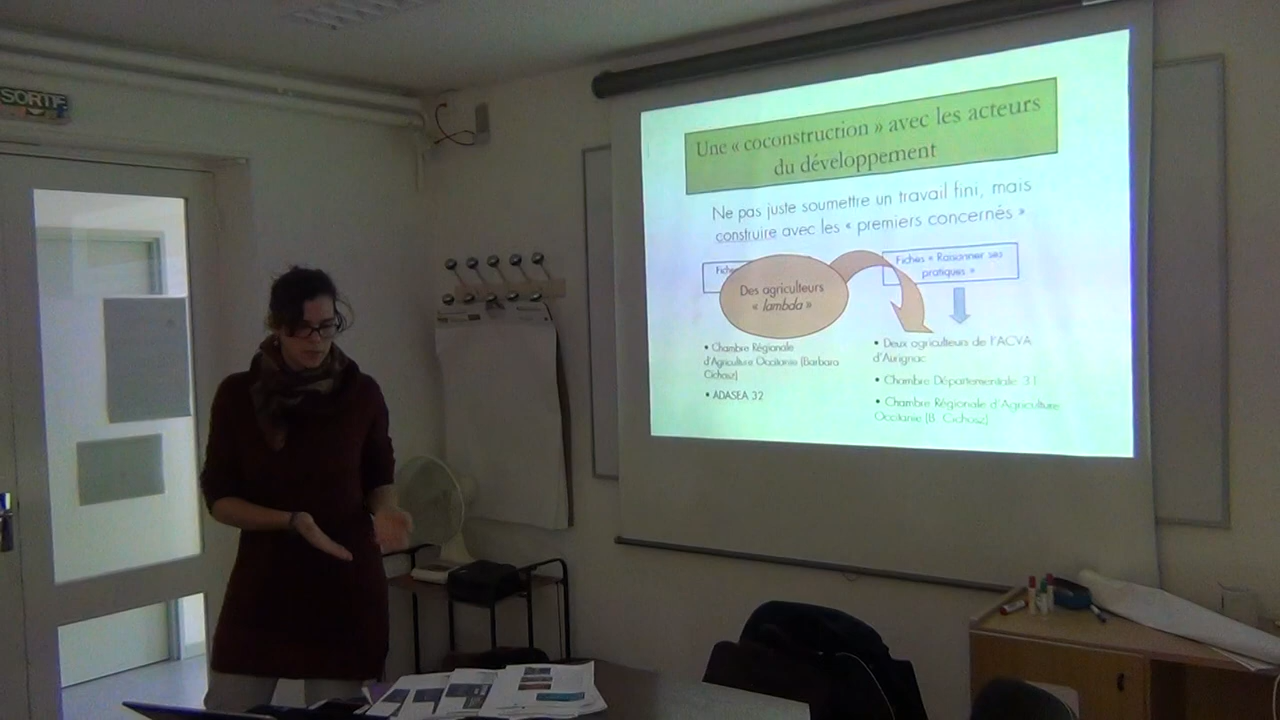 SORTIE
Une « coconstruction » avec les acteurs
du développement
Ne pas juste soumettre un travail fini, mais
construire avec les « premiers concernés »
Fiche
Des agriculteurs
« lambda »
Fiches « Raisonner ses
pratiques »
• Chambre Régionale
d'Agriculture Occitanie (Barbara
Cichosz)
• ADASEA 32
• Deux agriculteurs de l'ACVA
d'Aurignac
• Chambre Départementale 31
• Chambre Régionale d'Agriculture
Occitanie (B. Cichosz)